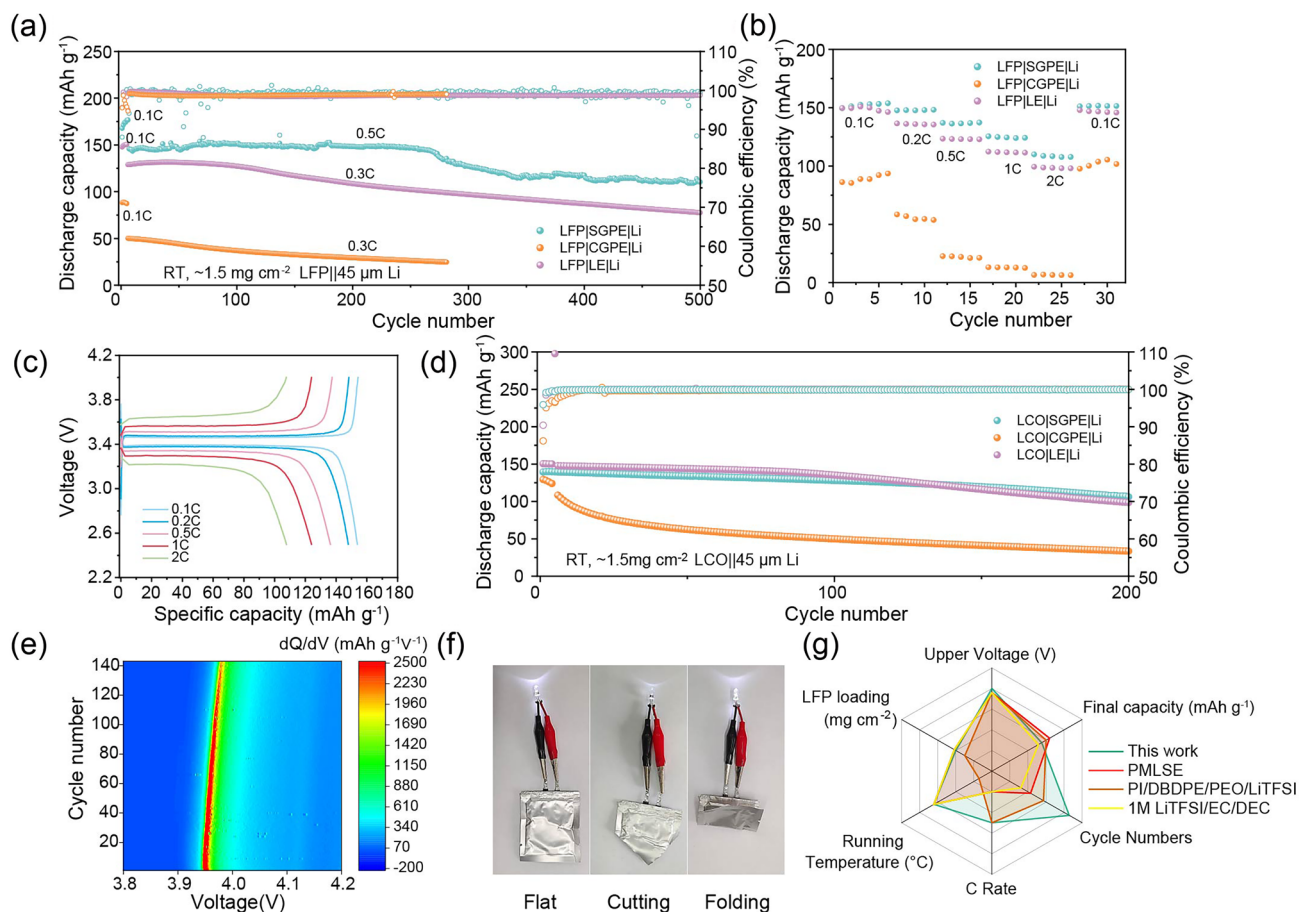 (a)
Discharge capacity (mAh g⁻¹)
250
200
150
100
50
0
0
100
200
300
400
500
Cycle number
110
100
90
80
70
60
50
Coulombic efficiency (%)
0.1C
0.1C
0.5C
0.3C
0.1C
0.3C
LFP|SGPE|Li
LFP|CGPE|Li
LFP|LE|Li
RT, ~1.5 mg cm⁻² LFP||45 μm Li
(b)
Discharge capacity (mAh g⁻¹)
200
150
100
50
0
0
5
10
15
20
25
30
Cycle number
LFP|SGPE|Li
LFP|CGPE|Li
LFP|LE|Li
0.1C
0.2C
0.5C
1C
2C
0.1C
(c)
Voltage (V)
4.2
3.8
3.4
3.0
2.6
2.2
0.1C
0.2C
0.5C
1C
2C
0 20 40 60 80 100 120 140 160 180
Specific capacity (mAh g⁻¹)
(d)
Discharge capacity (mAh g⁻¹)
300
250
200
150
100
50
0
0
100
200
Cycle number
110
100
90
80
70
60
50
Coulombic efficiency (%)
LCO|SGPE|Li
LCO|CGPE|Li
LCO|LE|Li
RT, ~1.5mg cm⁻² LCO||45 μm Li
(e)
dQ/dV (mAh g⁻¹V⁻¹)
Cycle number
140
120
100
80
60
40
20
3.8
3.9
4.0
4.1
4.2
Voltage(V)
2500
2230
1960
1690
1420
1150
880
610
340
70
-200
(f)
Flat
Cutting
Folding
(g)
Upper Voltage (V)
LFP loading
(mg cm⁻²)
Final capacity (mAh g⁻¹)
Running
Temperature (°C)
C Rate
Cycle Numbers
This work
PMLSE
PI/DBDPE/PEO/LiTFSI
1M LiTFSI/EC/DEC